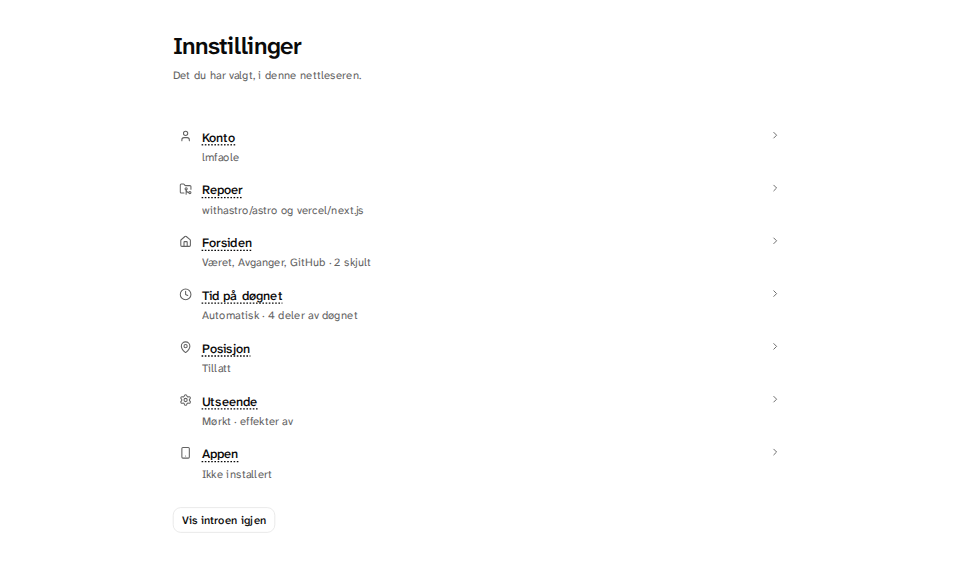 Innstillinger
Det du har valgt, i denne nettleseren.
Konto
lmfaole
Repoer
withastro/astro og vercel/next.js
Forsiden
Været, Avganger, GitHub · 2 skjult
Tid på døgnet
Automatisk · 4 deler av døgnet
Posisjon
Tillatt
Utseende
Mørkt · effekter av
Appen
Ikke installert
Vis introen igjen